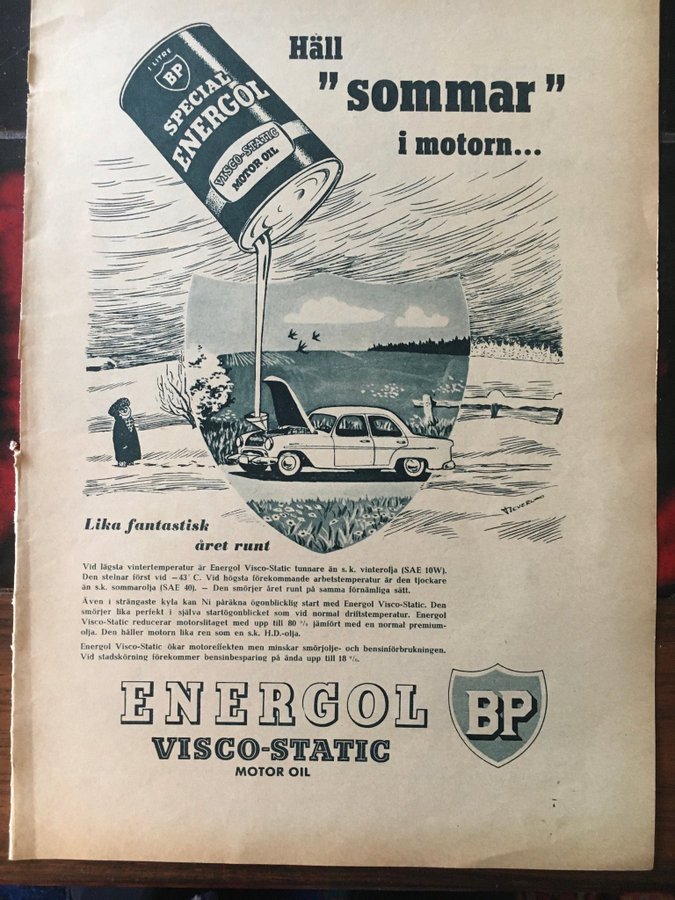 Häll
"sommar"
i motorn...
1 LITRE
BP
SPECIAL
ENERGOL
VISCO-STATIC
MOTOR OIL
Lika fantastisk
året runt
Vid lägsta vintertemperatur är Energol Visco-Static tunnare än s. k. vinterolja (SAE 10W).
Den stelnar först vid —43° C. Vid högsta förekommande arbetstemperatur är den tjockare
än s.k. sommarolja (SAE 40). — Den smörjer året runt på samma förnämliga sätt.
Även i strängaste kyla kan Ni påräkna ögonblicklig start med Energol Visco-Static. Den
smörjer lika perfekt i själva startögonblicket som vid normal driftstemperatur. Energol
Visco-Static reducerar motorslitaget med upp till 80 % jämfört med en normal premium-
olja. Den håller motorn lika ren som en s.k. H.D.-olja.
Energol Visco-Static ökar motoreffekten men minskar smörjolje- och bensinförbrukningen.
Vid stadskörning förekommer bensinbesparing på ända upp till 18 %.
ENERGOL
VISCO-STATIC
MOTOR OIL
BP